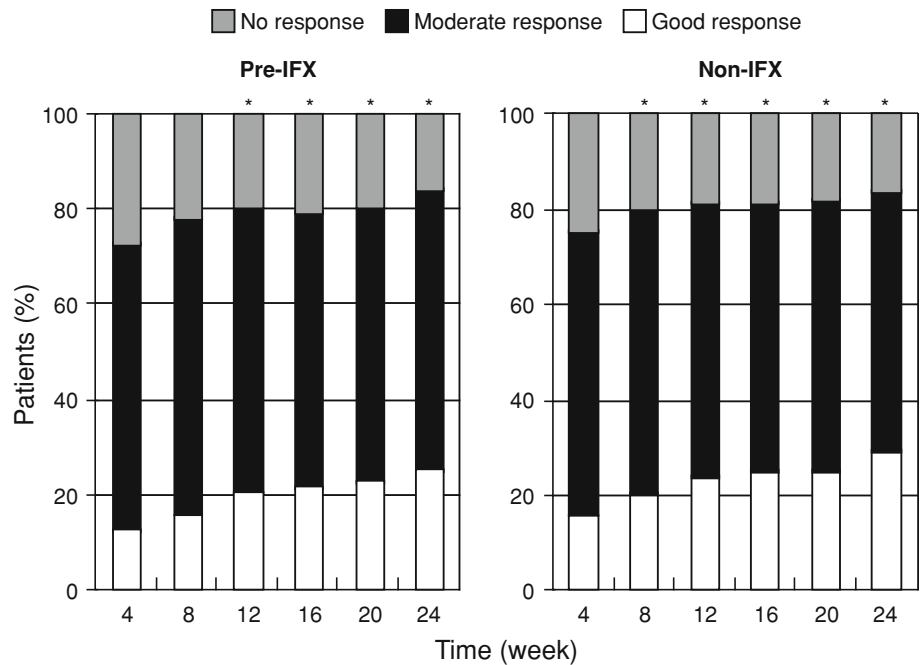 No response Moderate response Good response
Pre-IFX Non-IFX
* * * * * * * * *
100 100
80 80
60 60
40 40
20 20
0 0
4 8 12 16 20 24 4 8 12 16 20 24
Patients (%)
Time (week)